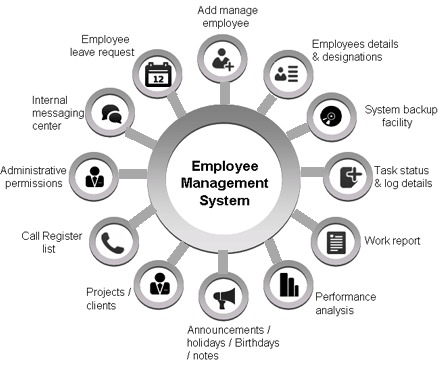 Add manage
employee
Employees details
& designations
System backup
facility
Task status
& log details
Work report
Performance
analysis
Announcements /
holidays / Birthdays
/ notes
Projects /
clients
Call Register
list
Administrative
permissions
Internal
messaging
center
Employee
leave request
12
Employee
Management
System